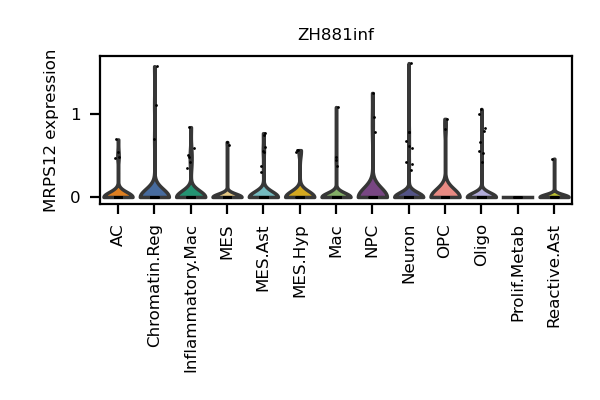 ZH881inf
MRPS12 expression
1
0
AC
Chromatin.Reg
Inflammatory.Mac
MES
MES.Ast
MES.Hyp
Mac
NPC
Neuron
OPC
Oligo
Prolif.Metab
Reactive.Ast